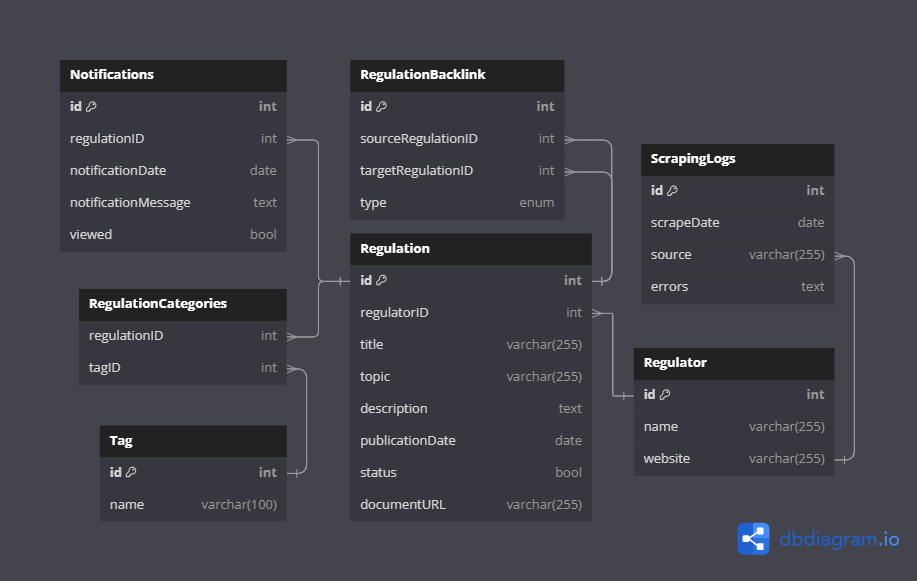 Notifications
id int
regulationID int
notificationDate date
notificationMessage text
viewed bool
RegulationBacklink
id int
sourceRegulationID int
targetRegulationID int
type enum
ScrapingLogs
id int
scrapeDate date
source varchar(255)
errors text
Regulation
id int
regulatorID int
title varchar(255)
topic varchar(255)
description text
publicationDate date
status bool
documentURL varchar(255)
RegulationCategories
regulationID int
tagID int
Regulator
id int
name varchar(255)
website varchar(255)
Tag
id int
name varchar(100)
dbdiagram.io